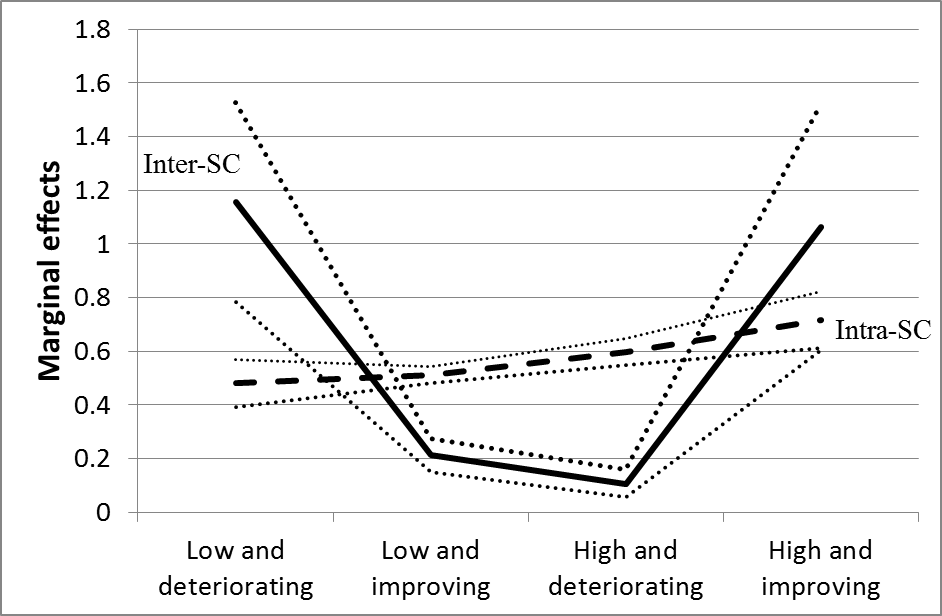 1.8
1.6
1.4
1.2
1
0.8
0.6
0.4
0.2
0
Marginal effects
Inter-SC
Intra-SC
Low and
deteriorating
Low and
improving
High and
deteriorating
High and
improving